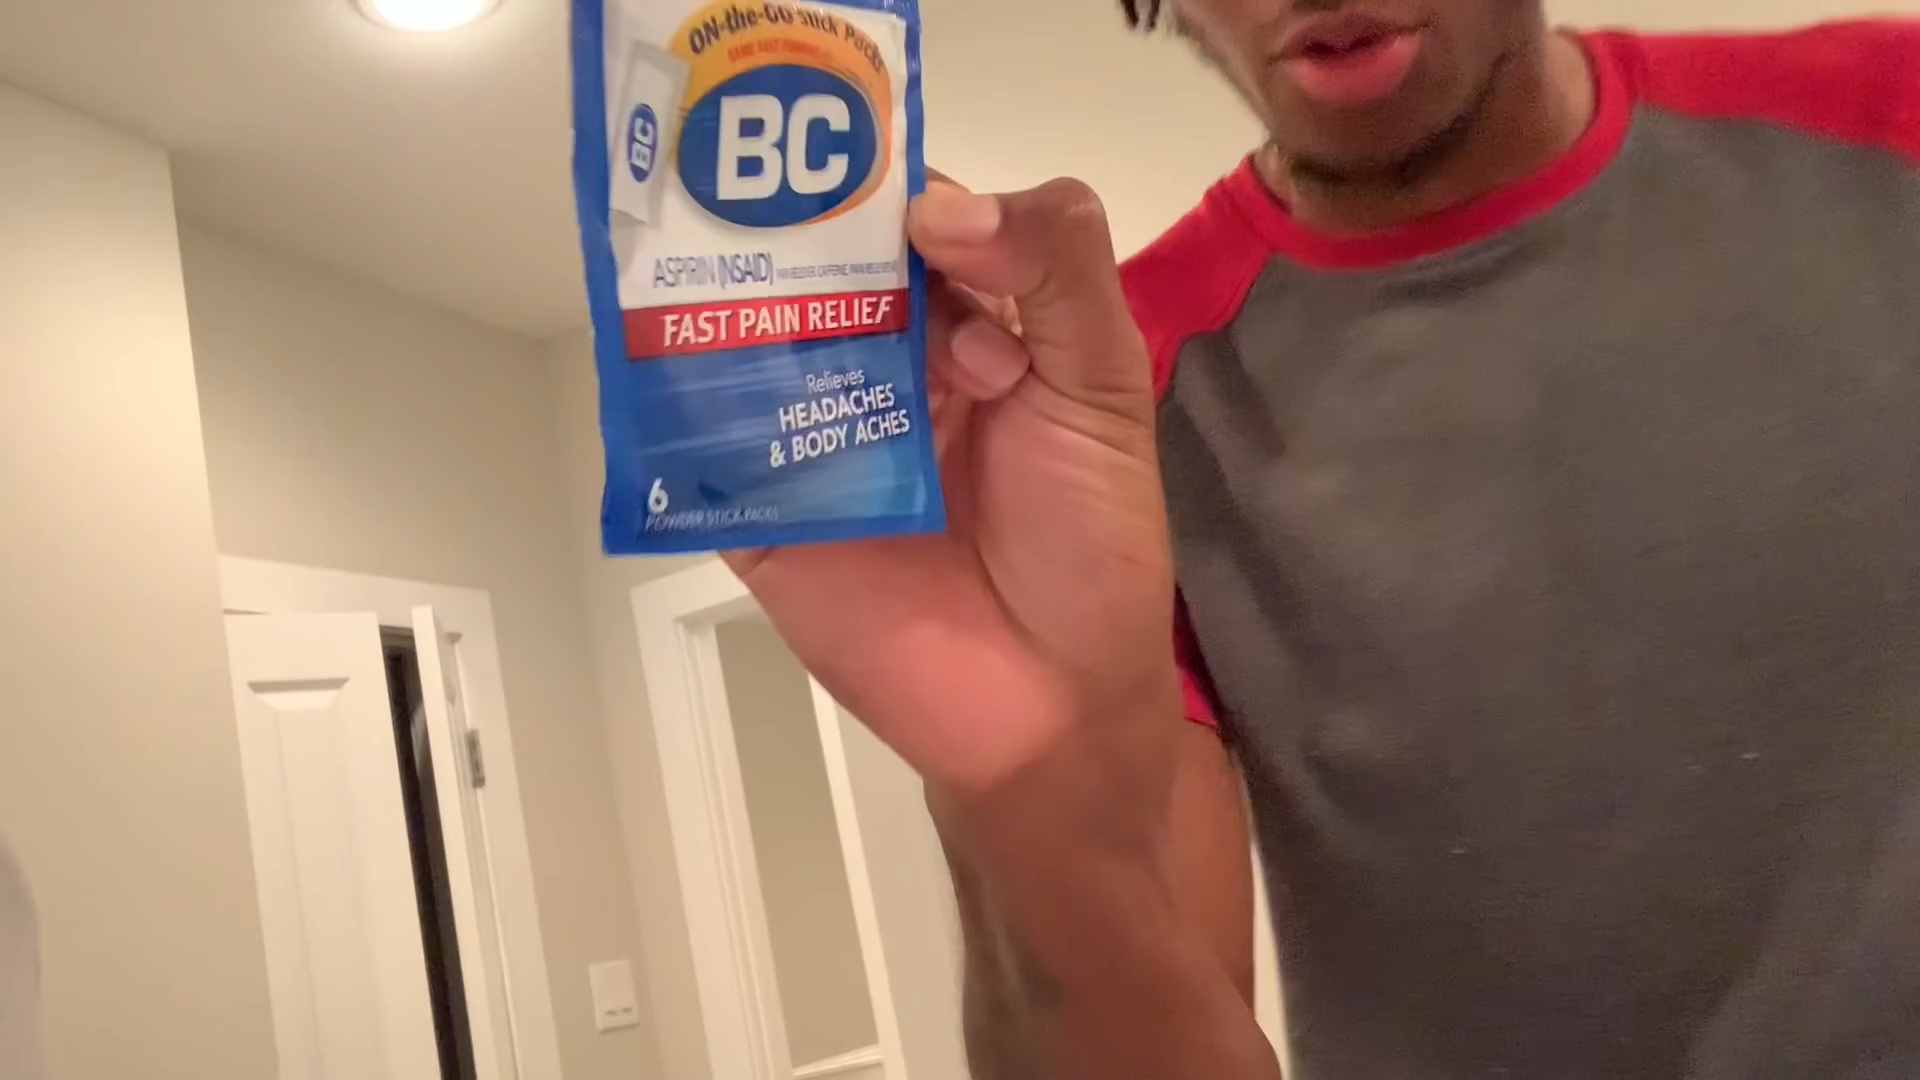 ON-the-GO Stick Packs
BC
BC
ASPIRIN (NSAID)
FAST PAIN RELIEF
Relieves
HEADACHES
& BODY ACHES
6
POWDER STICK PACKS